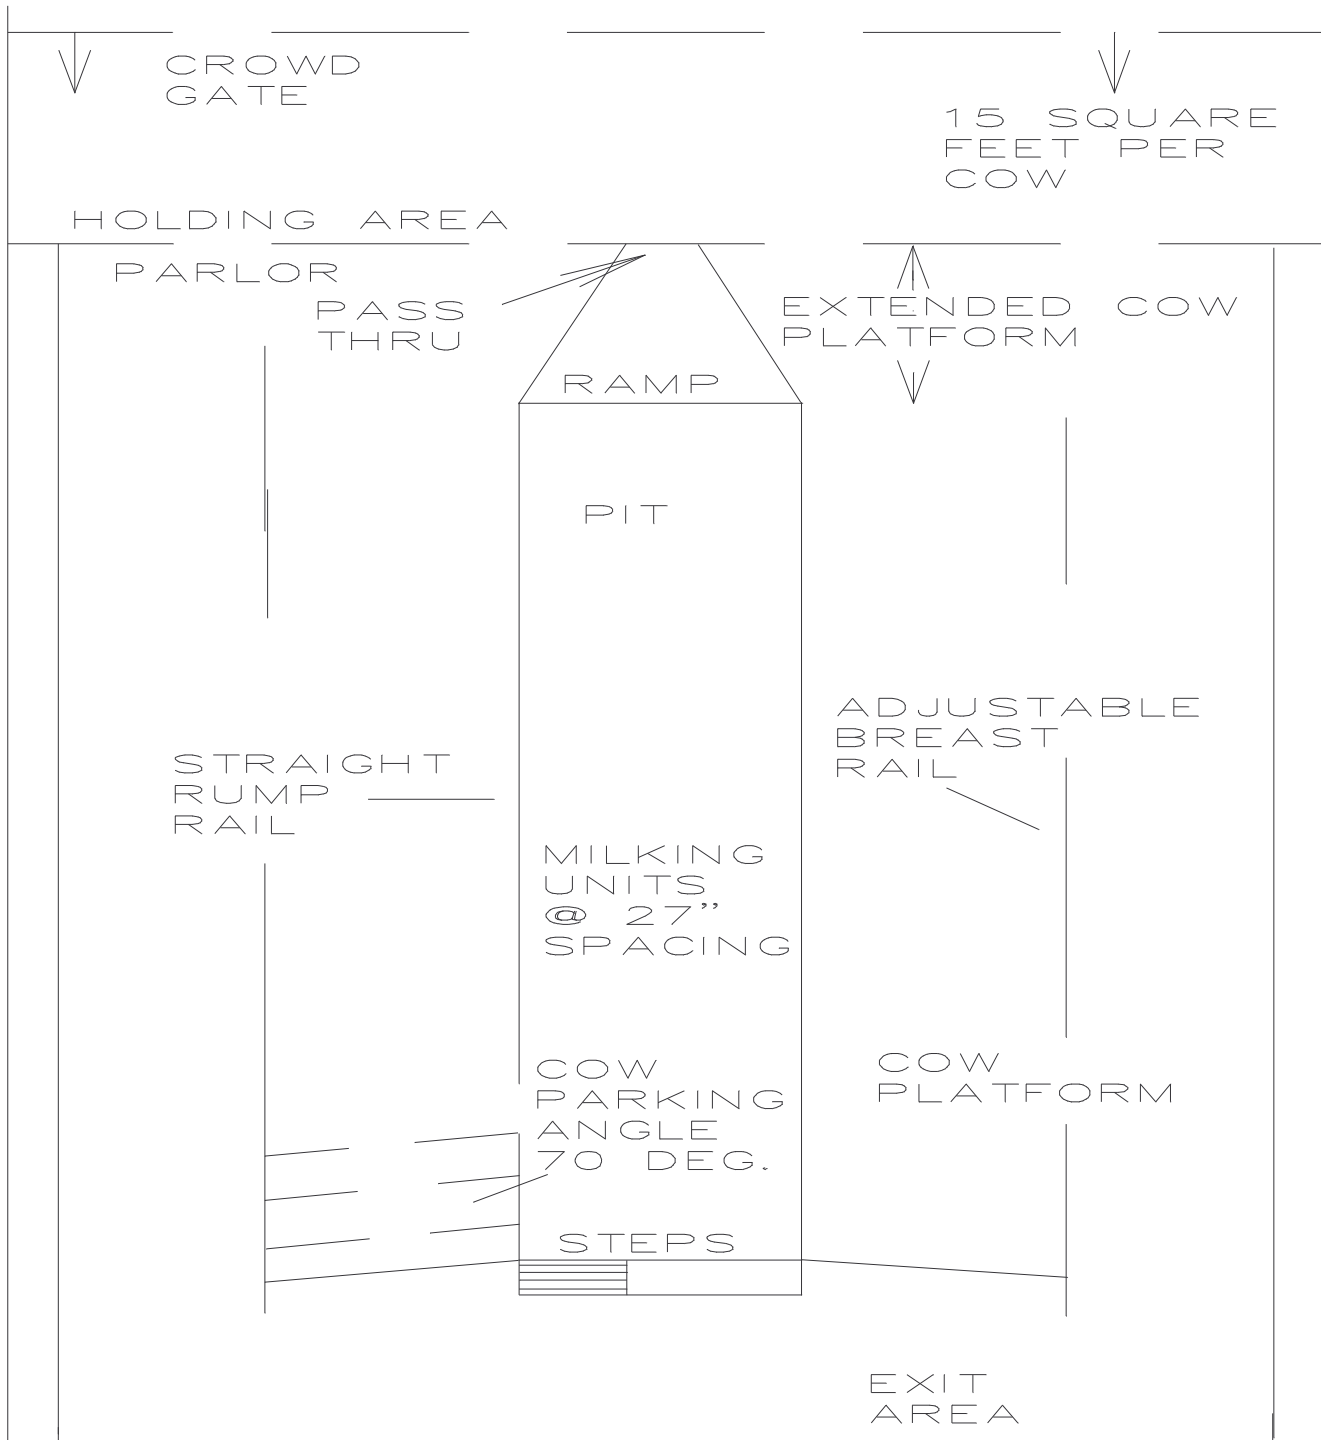 CROWD
GATE
15 SQUARE
FEET PER
COW
HOLDING AREA
PARLOR
PASS
THRU
EXTENDED COW
PLATFORM
RAMP
PIT
ADJUSTABLE
BREAST
RAIL
STRAIGHT
RUMP
RAIL
MILKING
UNITS
@ 27”
SPACING
COW
PARKING
ANGLE
70 DEG.
COW
PLATFORM
STEPS
EXIT
AREA